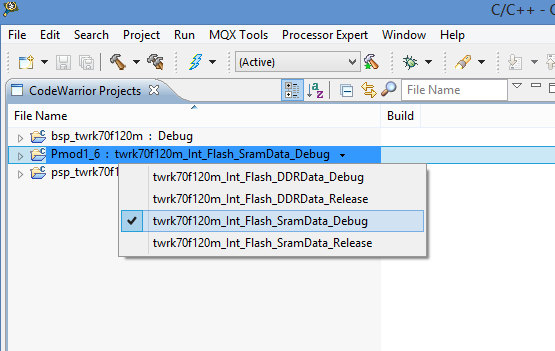 C/C++ - C
File Edit Search Project Run MQX Tools Processor Expert Window Help
(Active)
CodeWarrior Projects
File Name
File Name Build
bsp_twrk70f120m : Debug
Pmod1_6 : twrk70f120m_Int_Flash_SramData_Debug
psp_twrk70f1
twrk70f120m_Int_Flash_DDRData_Debug
twrk70f120m_Int_Flash_DDRData_Release
twrk70f120m_Int_Flash_SramData_Debug
twrk70f120m_Int_Flash_SramData_Release